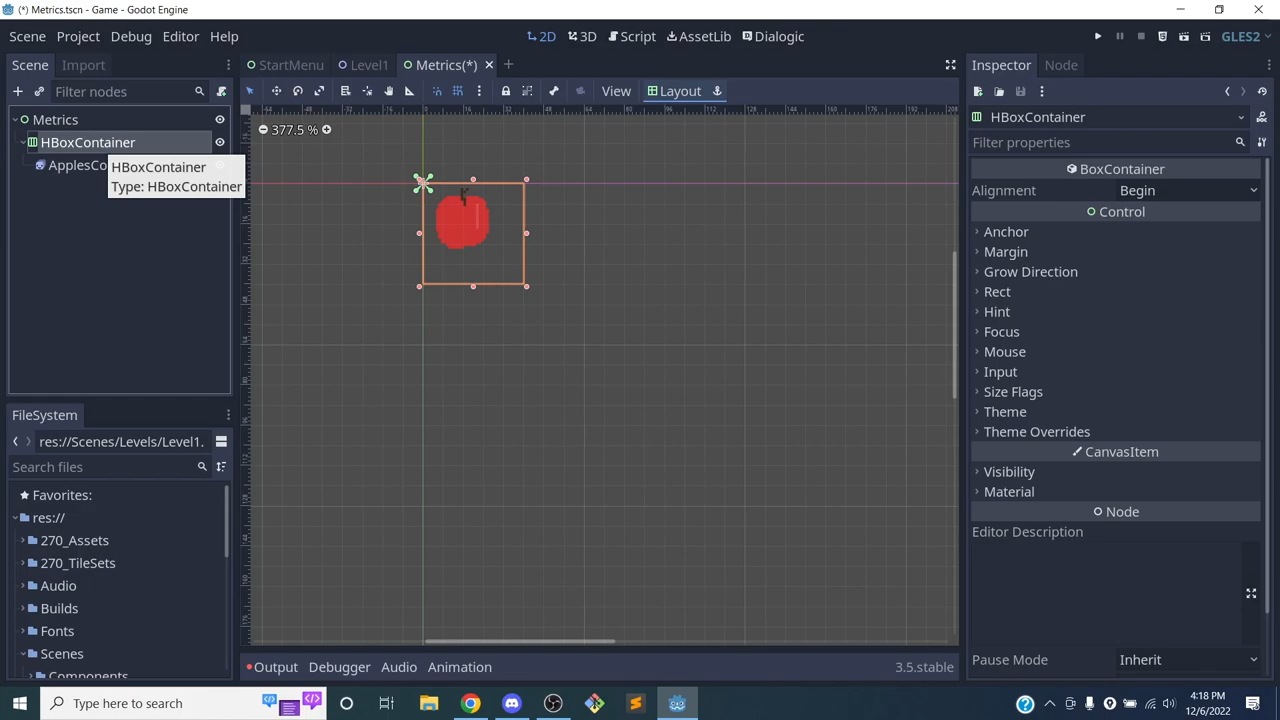 (*) Metrics.tscn - Game - Godot Engine
Scene Project Debug Editor Help
2D 3D Script AssetLib Dialogic
GLES2
Scene Import
StartMenu Level1 Metrics(*)
Inspector Node
Filter nodes
View Layout
Metrics
HBoxContainer
ApplesCo
HBoxContainer
Type: HBoxContainer
377.5 %
HBoxContainer
Filter properties
BoxContainer
Alignment Begin
Control
Anchor
Margin
Grow Direction
Rect
Hint
Focus
Mouse
Input
Size Flags
Theme
Theme Overrides
CanvasItem
Visibility
Material
Node
Editor Description
Pause Mode Inherit
FileSystem
res://Scenes/Levels/Level1.
Search files
Favorites:
res://
270_Assets
270_TileSets
Audio
Builds
Fonts
Scenes
Components
Output Debugger Audio Animation 3.5.stable
Type here to search
4:18 PM
12/6/2022